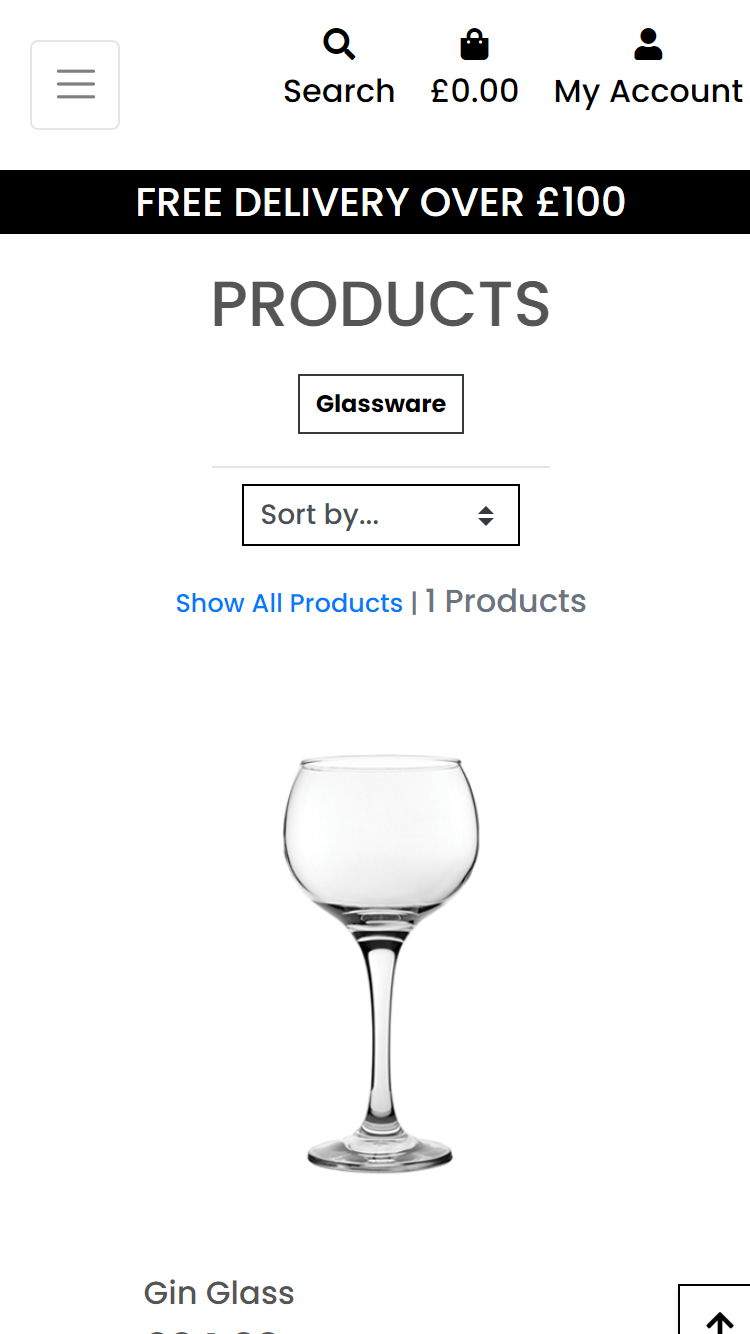 Search £0.00 My Account
FREE DELIVERY OVER £100
PRODUCTS
Glassware
Sort by...
Show All Products | 1 Products
Gin Glass